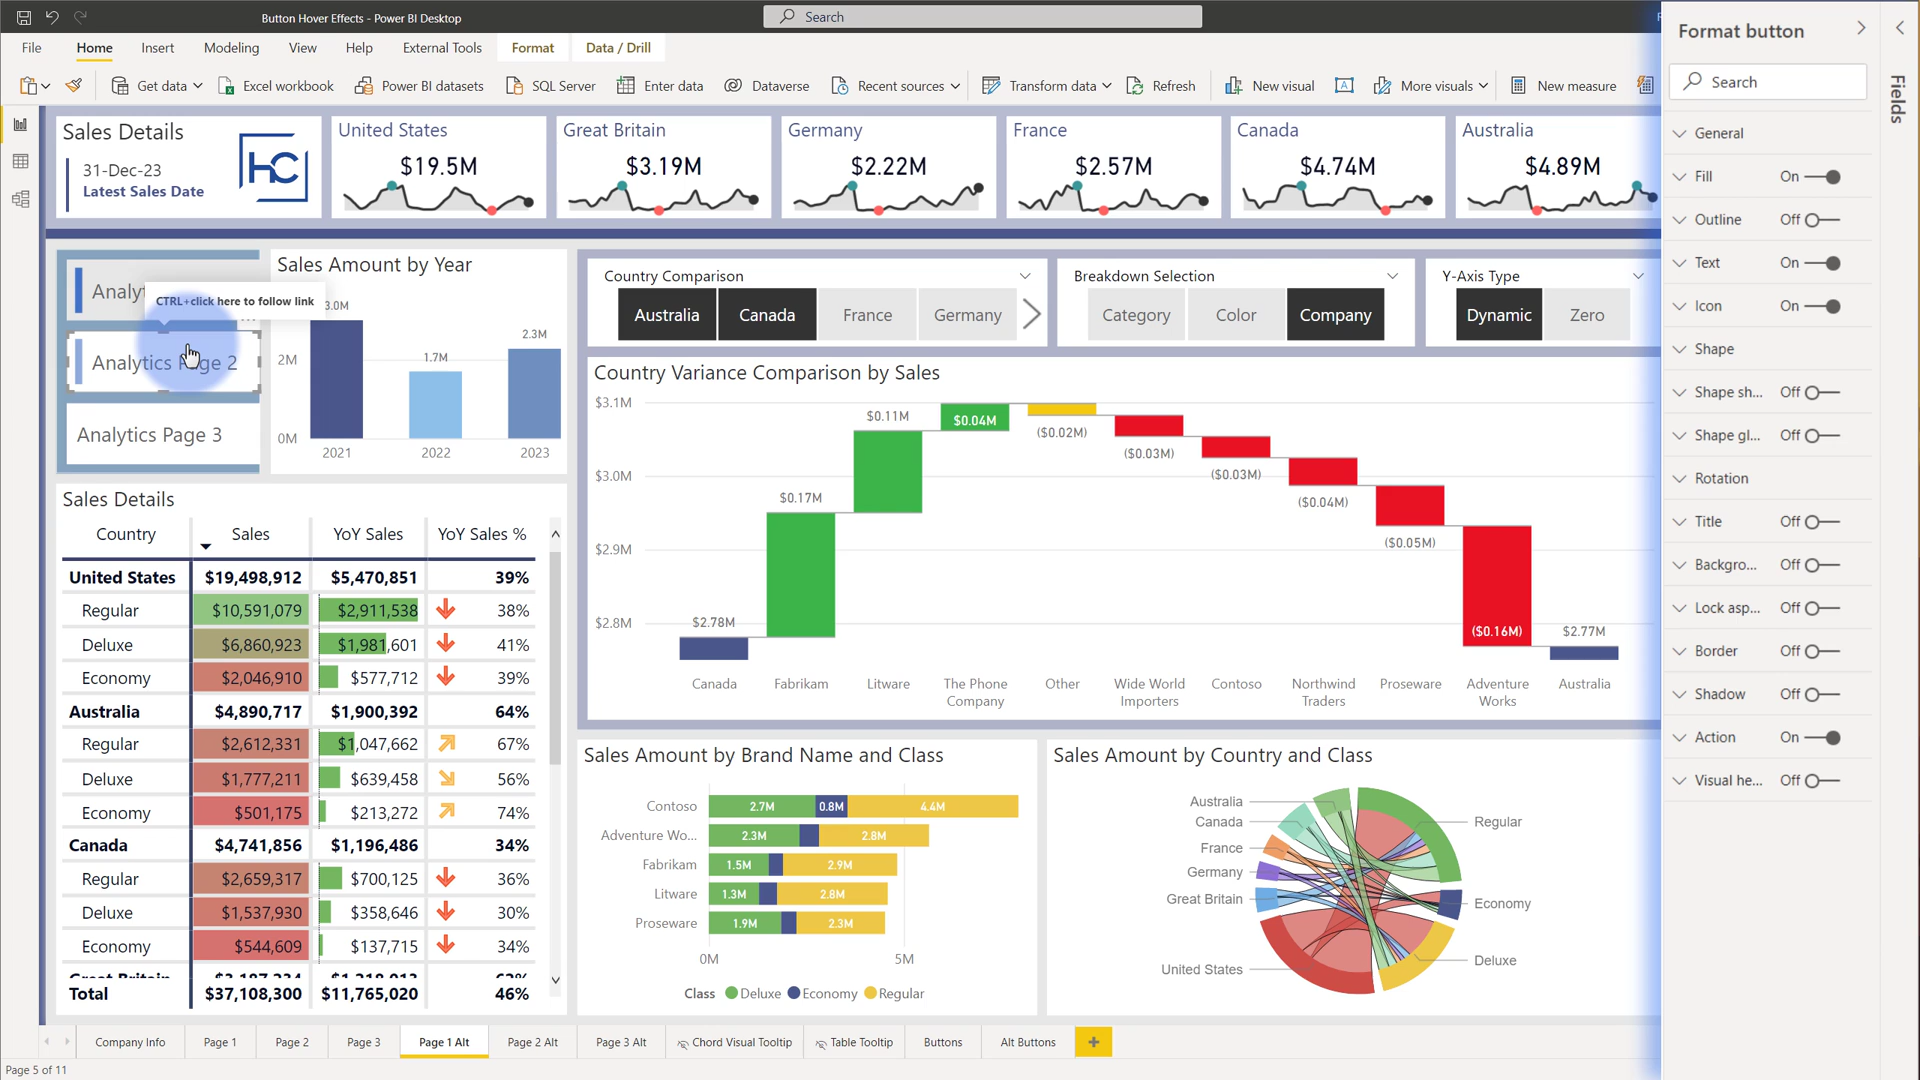 Button Hover Effects - Power BI Desktop
Search
File Home Insert Modeling View Help External Tools Format Data / Drill
Get data Excel workbook Power BI datasets SQL Server Enter data Dataverse Recent sources Transform data Refresh New visual More visuals New measure
Sales Details
31-Dec-23
Latest Sales Date
HC
United States
$19.5M
Great Britain
$3.19M
Germany
$2.22M
France
$2.57M
Canada
$4.74M
Australia
$4.89M
CTRL+click here to follow link
Analytics Page 2
Analytics Page 3
Sales Amount by Year
3.0M
1.7M
2.3M
2M
0M
2021 2022 2023
Country Comparison
Australia Canada France Germany
Breakdown Selection
Category Color Company
Y-Axis Type
Dynamic Zero
Country Variance Comparison by Sales
$3.1M
$3.0M
$2.9M
$2.8M
$2.78M
$0.17M
$0.11M
$0.04M
($0.02M)
($0.03M)
($0.03M)
($0.04M)
($0.05M)
($0.16M)
$2.77M
Canada Fabrikam Litware The Phone Other Wide World Contoso Northwind Proseware Adventure Australia
Company Importers Traders Works
Sales Details
Country Sales YoY Sales YoY Sales %
United States $19,498,912 $5,470,851 39%
Regular $10,591,079 $2,911,538 38%
Deluxe $6,860,923 $1,981,601 41%
Economy $2,046,910 $577,712 39%
Australia $4,890,717 $1,900,392 64%
Regular $2,612,331 $1,047,662 67%
Deluxe $1,777,211 $639,458 56%
Economy $501,175 $213,272 74%
Canada $4,741,856 $1,196,486 34%
Regular $2,659,317 $700,125 36%
Deluxe $1,537,930 $358,646 30%
Economy $544,609 $137,715 34%
Total $37,108,300 $11,765,020 46%
Sales Amount by Brand Name and Class
Contoso 2.7M 0.8M 4.4M
Adventure Wo... 2.3M 2.8M
Fabrikam 1.5M 2.9M
Litware 1.3M 2.8M
Proseware 1.9M 2.3M
0M 5M
Class Deluxe Economy Regular
Sales Amount by Country and Class
Australia
Canada
France
Germany
Great Britain
United States
Regular
Economy
Deluxe
Format button
Search
General
Fill On
Outline Off
Text On
Icon On
Shape
Shape sh... Off
Shape gl... Off
Rotation
Title Off
Backgro... Off
Lock asp... Off
Border Off
Shadow Off
Action On
Visual he... Off
Fields
Company Info Page 1 Page 2 Page 3 Page 1 Alt Page 2 Alt Page 3 Alt Chord Visual Tooltip Table Tooltip Buttons Alt Buttons +
Page 5 of 11